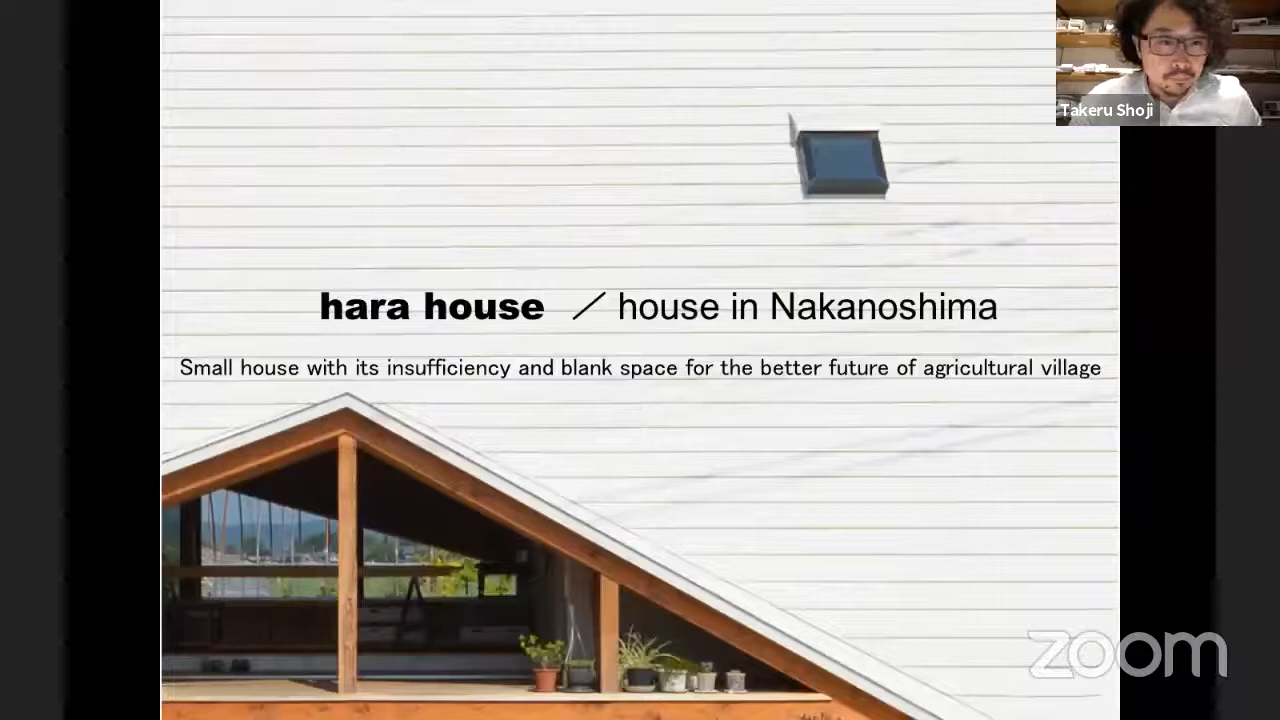 Takeru Shoji
hara house ／ house in Nakanoshima
Small house with its insufficiency and blank space for the better future of agricultural village
zoom